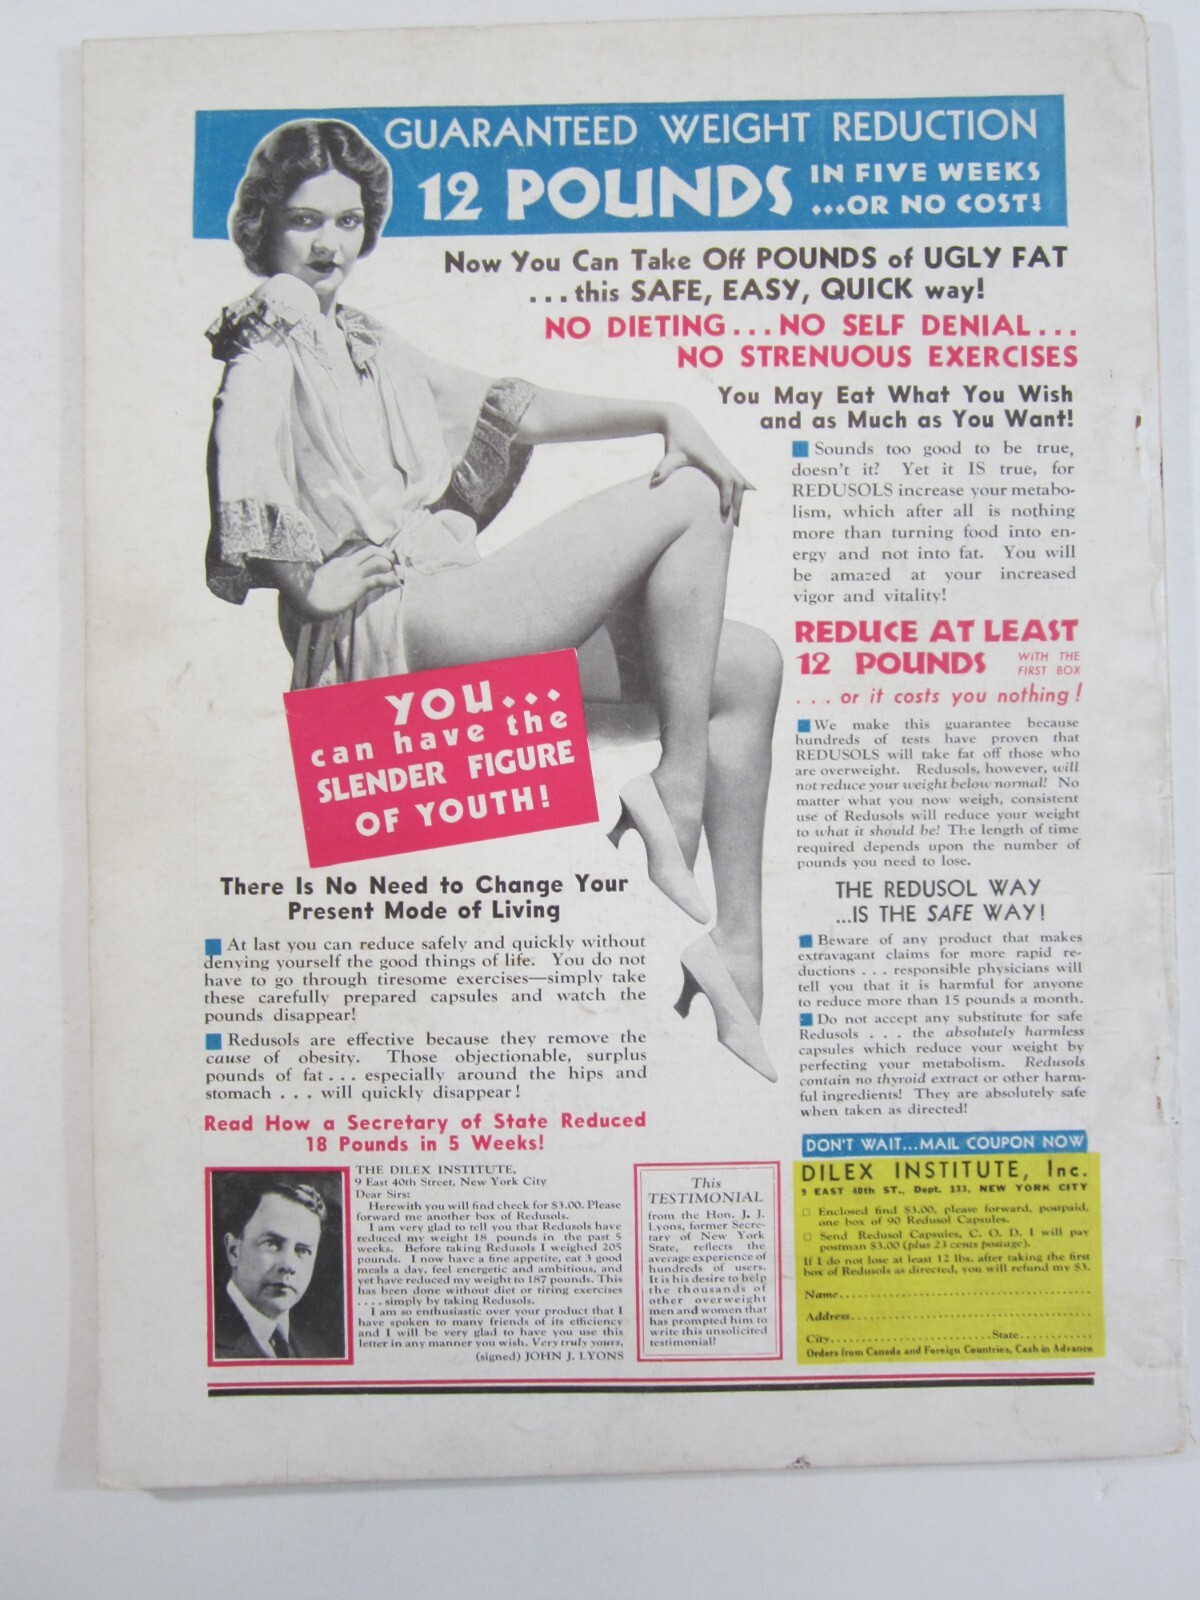 GUARANTEED WEIGHT REDUCTION
12 POUNDS IN FIVE WEEKS
...OR NO COST!
Now You Can Take Off POUNDS of UGLY FAT
...this SAFE, EASY, QUICK way!
NO DIETING...NO SELF DENIAL...
NO STRENUOUS EXERCISES
You May Eat What You Wish
and as Much as You Want!
Sounds too good to be true,
doesn't it? Yet it IS true, for
REDUSOLS increase your metabo-
lism, which after all is nothing
more than turning food into en-
ergy and not into fat. You will
be amazed at your increased
vigor and vitality!
REDUCE AT LEAST
12 POUNDS WITH THE
FIRST BOX
... or it costs you nothing!
We make this guarantee because
hundreds of tests have proven that
REDUSOLS will take fat off those who
are overweight. Redusols, however, will
not reduce your weight below normal! No
matter what you now weigh, consistent
use of Redusols will reduce your weight
to what it should be! The length of time
required depends upon the number of
pounds you need to lose.
THE REDUSOL WAY
...IS THE SAFE WAY!
Beware of any product that makes
extravagant claims for more rapid re-
ductions . . . responsible physicians will
tell you that it is harmful for anyone
to reduce more than 15 pounds a month.
Do not accept any substitute for safe
Redusols . . . the absolutely harmless
capsules which reduce your weight by
perfecting your metabolism. Redusols
contain no thyroid extract or other harm-
ful ingredients! They are absolutely safe
when taken as directed!
YOU...
can have the
SLENDER FIGURE
OF YOUTH!
There Is No Need to Change Your
Present Mode of Living
At last you can reduce safely and quickly without
denying yourself the good things of life. You do not
have to go through tiresome exercises—simply take
these carefully prepared capsules and watch the
pounds disappear!
Redusols are effective because they remove the
cause of obesity. Those objectionable, surplus
pounds of fat . . . especially around the hips and
stomach . . . will quickly disappear!
Read How a Secretary of State Reduced
18 Pounds in 5 Weeks!
THE DILEX INSTITUTE,
9 East 40th Street, New York City
Dear Sirs:
Herewith you will find check for $3.00. Please
forward me another box of Redusols.
I am very glad to tell you that Redusols have
reduced my weight 18 pounds in the past 5
weeks. Before taking Redusols I weighed 205
pounds. I now have a fine appetite, eat 3 good
meals a day, feel energetic and ambitious, and
yet have reduced my weight to 187 pounds. This
has been done without diet or tiring exercises
. . . . simply by taking Redusols.
I am so enthusiastic over your product that I
have spoken to many friends of its efficiency
and I will be very glad to have you use this
letter in any manner you wish. Very truly yours,
(signed) JOHN J. LYONS
This
TESTIMONIAL
from the Hon. J. J.
Lyons, former Secre-
tary of New York
State, reflects the
average experience of
hundreds of users.
It is his desire to help
the thousands of
other overweight
men and women that
has prompted him to
write this unsolicited
testimonial!
DON'T WAIT...MAIL COUPON NOW
DILEX INSTITUTE, Inc.
9 EAST 40th ST., Dept. 133, NEW YORK CITY
Enclosed find $3.00, please forward, postpaid,
one box of 90 Redusol Capsules.
Send Redusol Capsules, C. O. D. I will pay
postman $3.00 (plus 23 cents postage).
If I do not lose at least 12 lbs. after taking the first
box of Redusols as directed, you will refund my $3.
Name
Address
City State
Orders from Canada and Foreign Countries, Cash in Advance